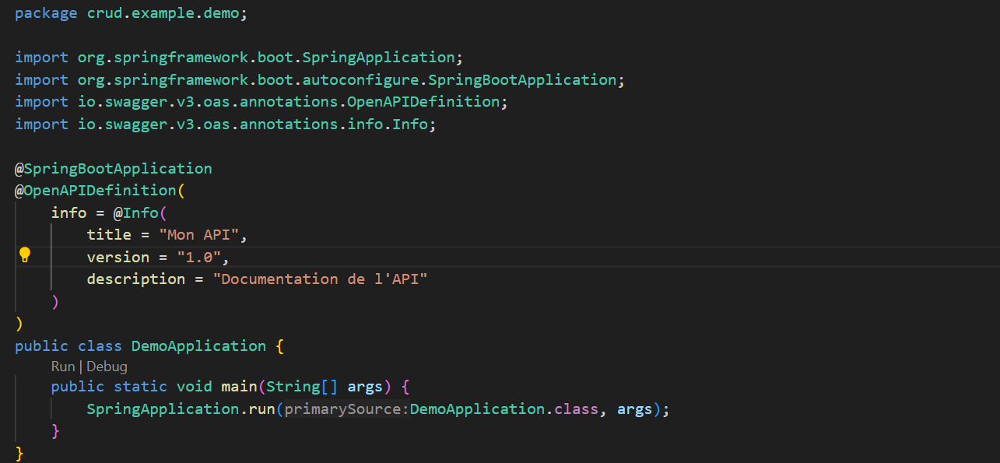 package crud.example.demo;
import org.springframework.boot.SpringApplication;
import org.springframework.boot.autoconfigure.SpringBootApplication;
import io.swagger.v3.oas.annotations.OpenAPIDefinition;
import io.swagger.v3.oas.annotations.info.Info;
@SpringBootApplication
@OpenAPIDefinition(
    info = @Info(
        title = "Mon API",
        version = "1.0",
        description = "Documentation de l'API"
    )
)
public class DemoApplication {
    Run | Debug
    public static void main(String[] args) {
        SpringApplication.run(primarySource:DemoApplication.class, args);
    }
}